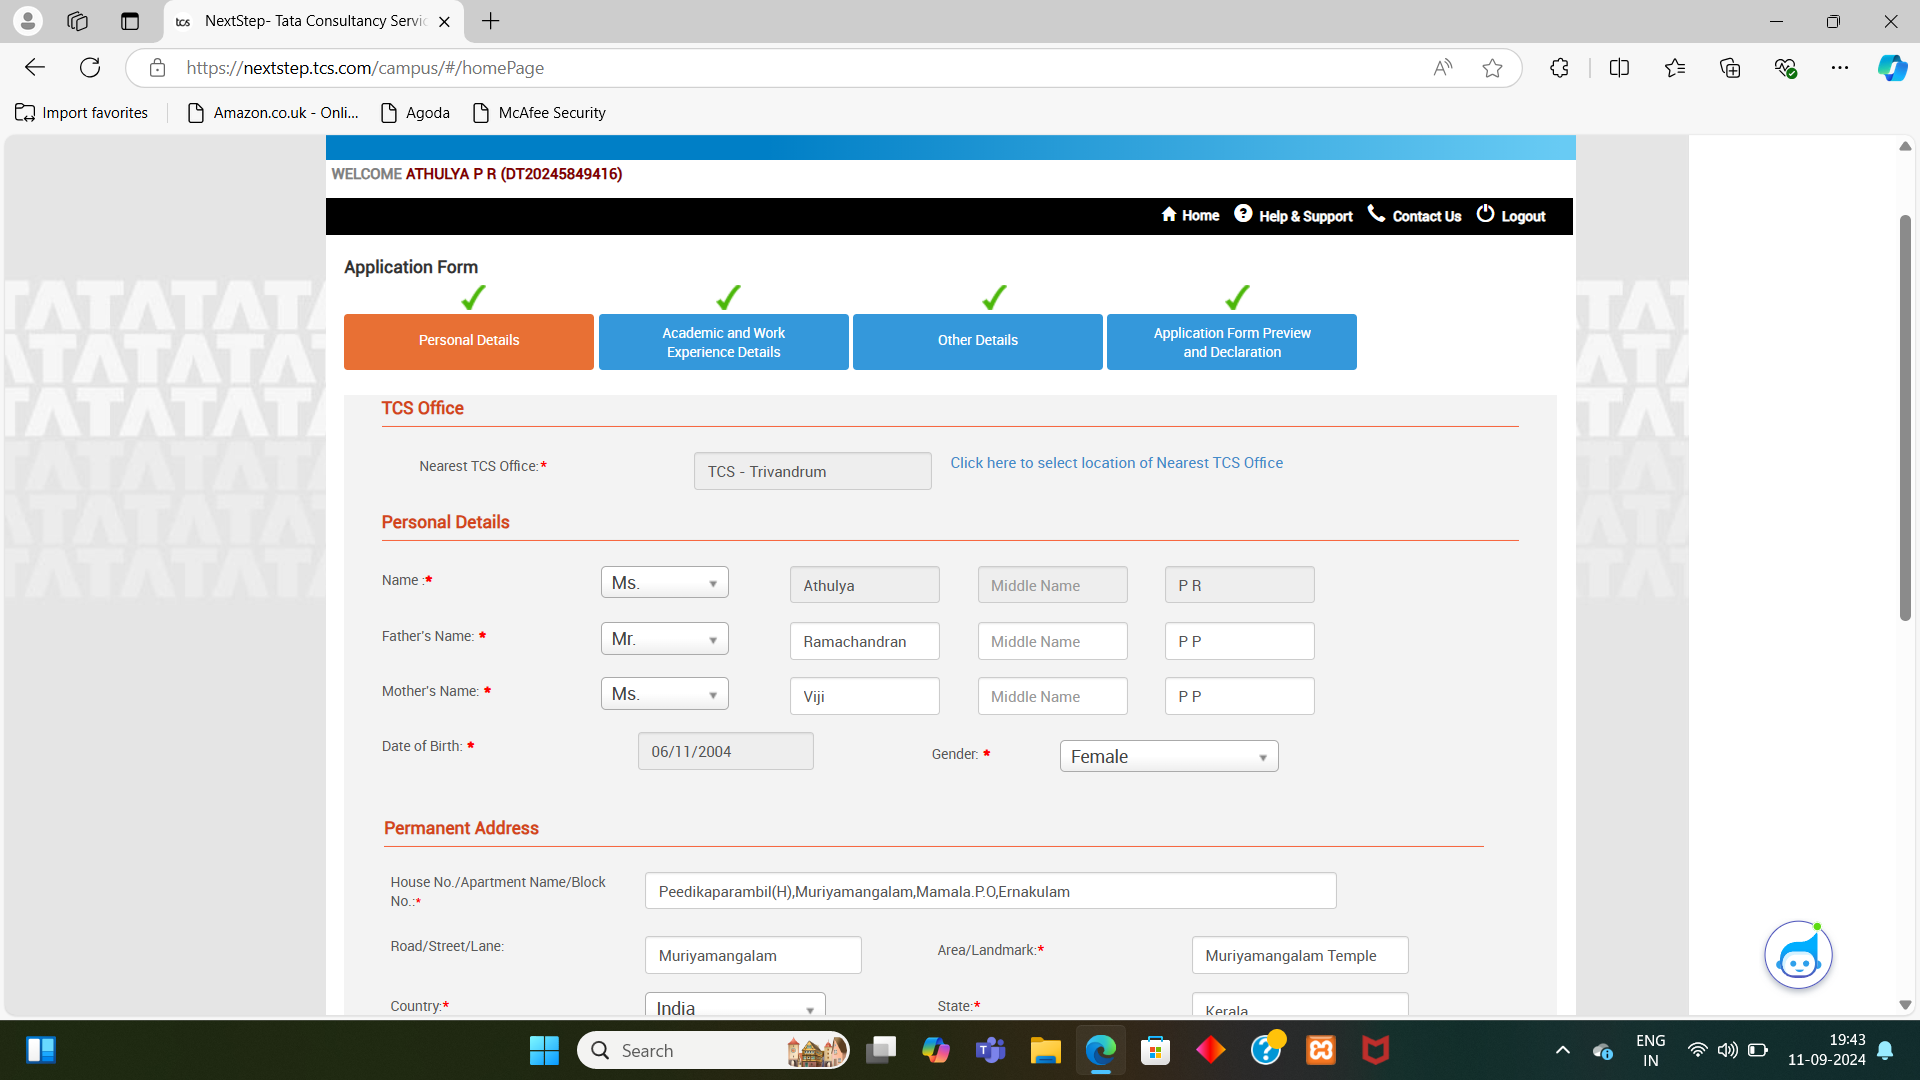 tcs NextStep- Tata Consultancy Servic
https://nextstep.tcs.com/campus/#/homePage
Import favorites Amazon.co.uk - Onli... Agoda McAfee Security
WELCOME ATHULYA P R (DT20245849416)
Home Help & Support Contact Us Logout
Application Form
Personal Details
Academic and Work
Experience Details
Other Details
Application Form Preview
and Declaration
TCS Office
Nearest TCS Office:* TCS - Trivandrum Click here to select location of Nearest TCS Office
Personal Details
Name :* Ms. Athulya Middle Name P R
Father's Name: * Mr. Ramachandran Middle Name P P
Mother's Name: * Ms. Viji Middle Name P P
Date of Birth: * 06/11/2004 Gender: * Female
Permanent Address
House No./Apartment Name/Block
No.:*
Peedikaparambil(H),Muriyamangalam,Mamala.P.O,Ernakulam
Road/Street/Lane: Muriyamangalam Area/Landmark:* Muriyamangalam Temple
Country:* India State:* Kerala
Search
ENG
IN
19:43
11-09-2024